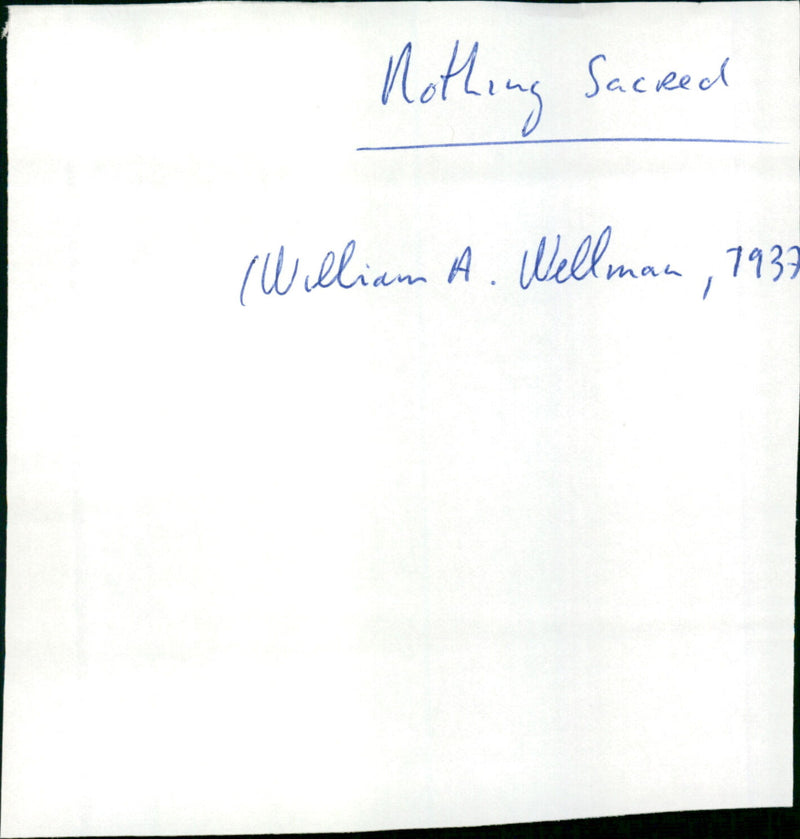 Nothing Sacred
(William A. Wellman, 1937